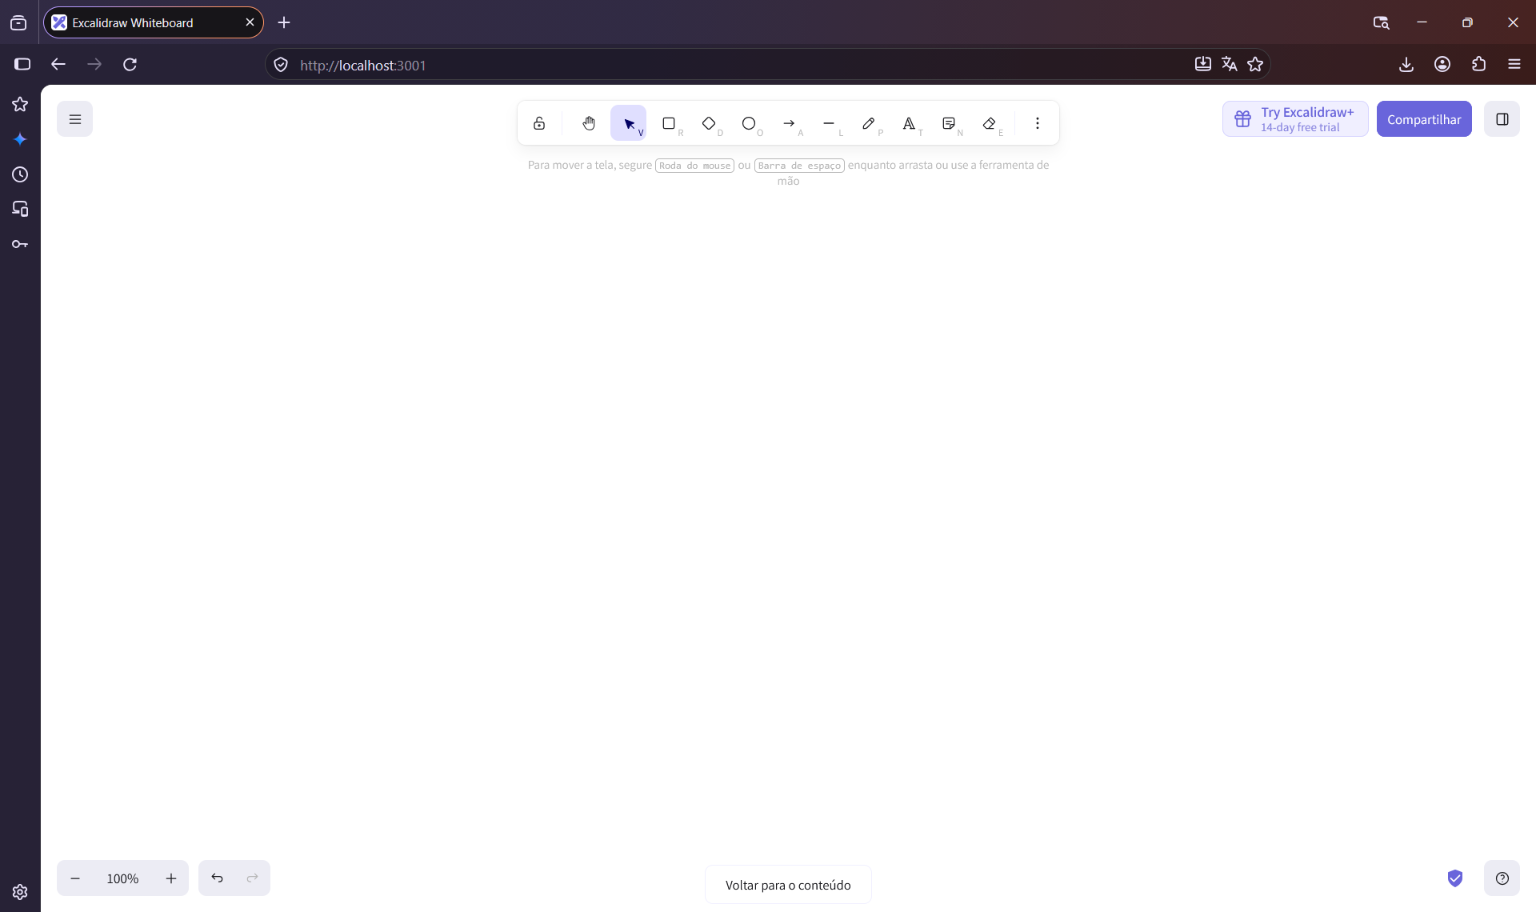 Excalidraw Whiteboard
http://localhost:3001
V
R
D
O
A
L
P
T
N
E
Try Excalidraw+
14-day free trial
Compartilhar
Para mover a tela, segure Roda do mouse ou Barra de espaço enquanto arrasta ou use a ferramenta de
mão
100%
Voltar para o conteúdo